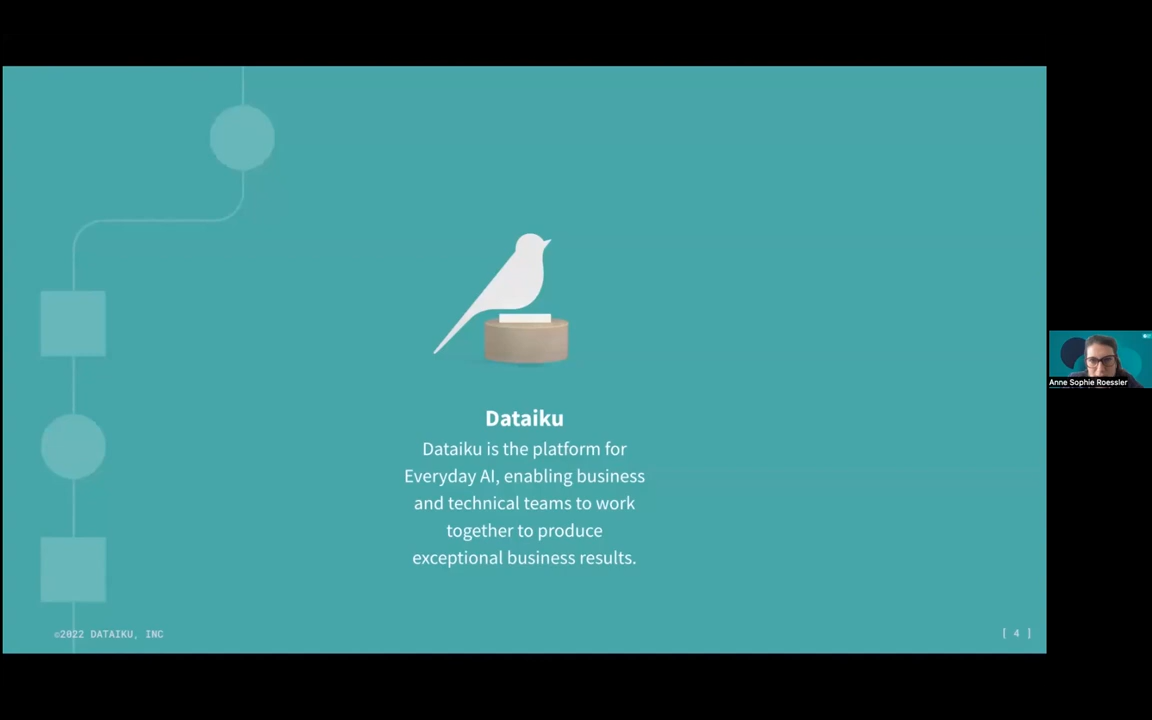 Dataiku
Dataiku is the platform for
Everyday AI, enabling business
and technical teams to work
together to produce
exceptional business results.
Anne Sophie Roessler
©2022 DATAIKU, INC
[ 4 ]